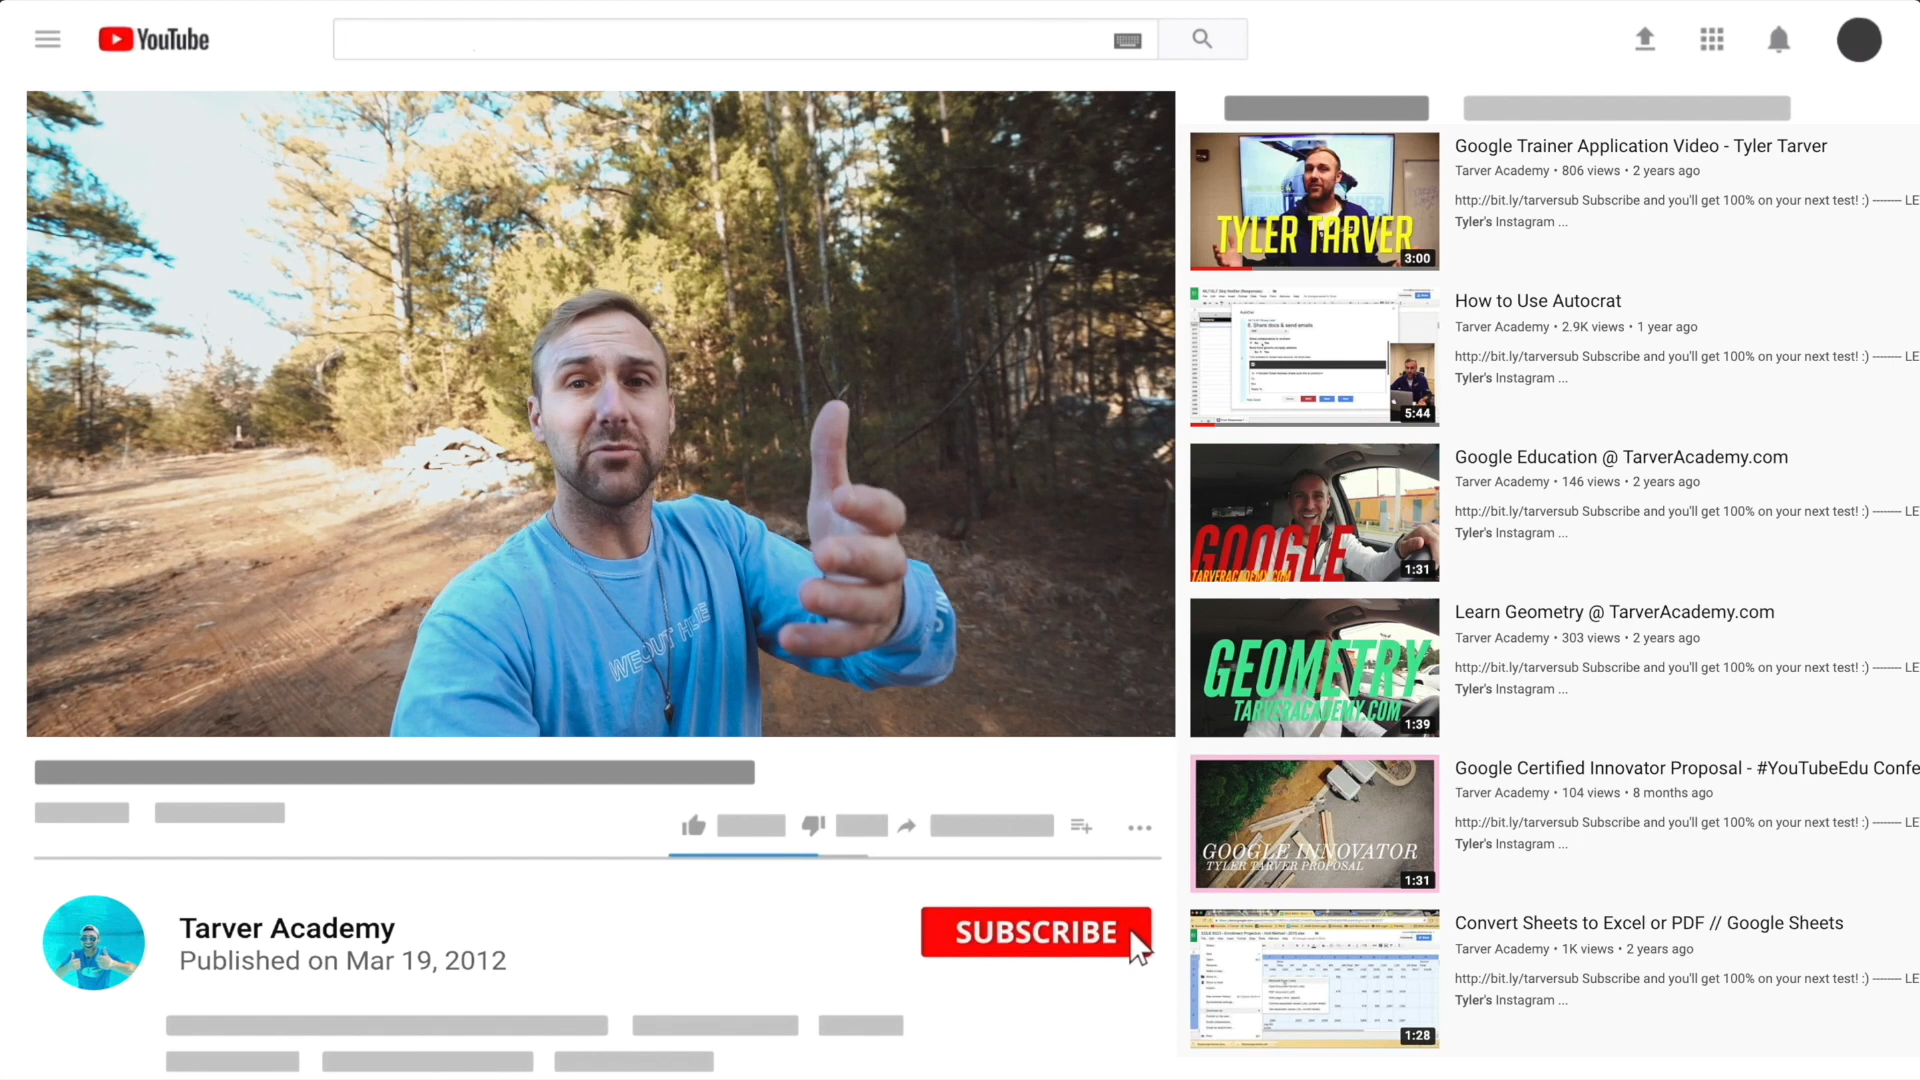 YouTube
WEOUT HERE
Tarver Academy
Published on Mar 19, 2012
SUBSCRIBE
TYLER TARVER
3:00
Google Trainer Application Video - Tyler Tarver
Tarver Academy • 806 views • 2 years ago
http://bit.ly/tarversub Subscribe and you'll get 100% on your next test! :) -------- LE
Tyler's Instagram ...
8. Share docs & send emails
5:44
How to Use Autocrat
Tarver Academy • 2.9K views • 1 year ago
http://bit.ly/tarversub Subscribe and you'll get 100% on your next test! :) -------- LE
Tyler's Instagram ...
GOOGLE
TARVERACADEMY.COM
1:31
Google Education @ TarverAcademy.com
Tarver Academy • 146 views • 2 years ago
http://bit.ly/tarversub Subscribe and you'll get 100% on your next test! :) -------- LE
Tyler's Instagram ...
GEOMETRY
TARVERACADEMY.COM
1:39
Learn Geometry @ TarverAcademy.com
Tarver Academy • 303 views • 2 years ago
http://bit.ly/tarversub Subscribe and you'll get 100% on your next test! :) -------- LE
Tyler's Instagram ...
GOOGLE INNOVATOR
TYLER TARVER PROPOSAL
1:31
Google Certified Innovator Proposal - #YouTubeEdu Confe
Tarver Academy • 104 views • 8 months ago
http://bit.ly/tarversub Subscribe and you'll get 100% on your next test! :) -------- LE
Tyler's Instagram ...
1:28
Convert Sheets to Excel or PDF // Google Sheets
Tarver Academy • 1K views • 2 years ago
http://bit.ly/tarversub Subscribe and you'll get 100% on your next test! :) -------- LE
Tyler's Instagram ...